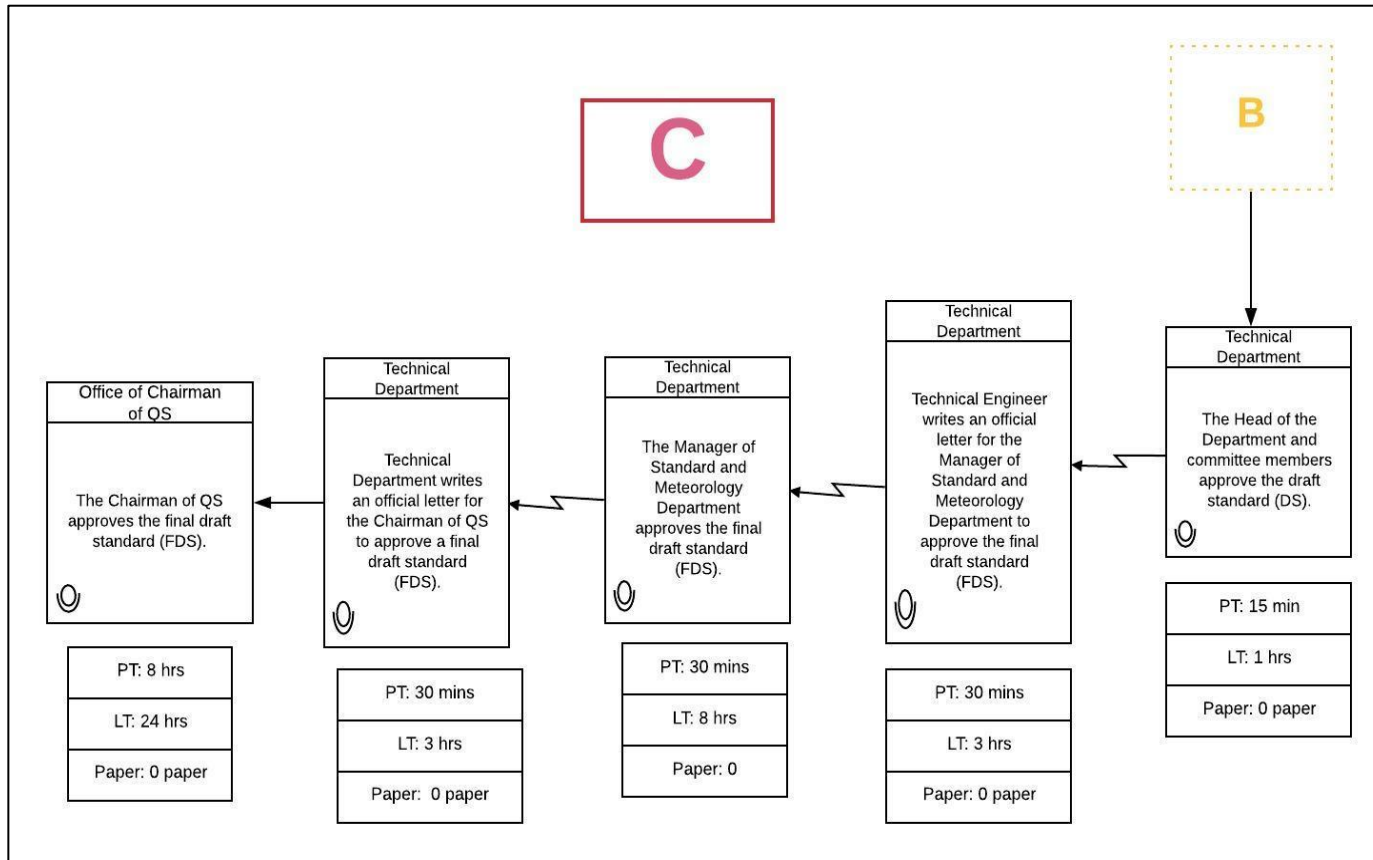 C
B
Office of Chairman
of QS
The Chairman of QS
approves the final draft
standard (FDS).
PT: 8 hrs
LT: 24 hrs
Paper: 0 paper
Technical
Department
Technical
Department writes
an official letter for
the Chairman of QS
to approve a final
draft standard
(FDS).
PT: 30 mins
LT: 3 hrs
Paper:  0 paper
Technical
Department
The Manager of
Standard and
Meteorology
Department
approves the final
draft standard
(FDS).
PT: 30 mins
LT: 8 hrs
Paper: 0
Technical
Department
Technical Engineer
writes an official
letter for the
Manager of
Standard and
Meteorology
Department to
approve the final
draft standard
(FDS).
PT: 30 mins
LT: 3 hrs
Paper: 0 paper
Technical
Department
The Head of the
Department and
committee members
approve the draft
standard (DS).
PT: 15 min
LT: 1 hrs
Paper: 0 paper